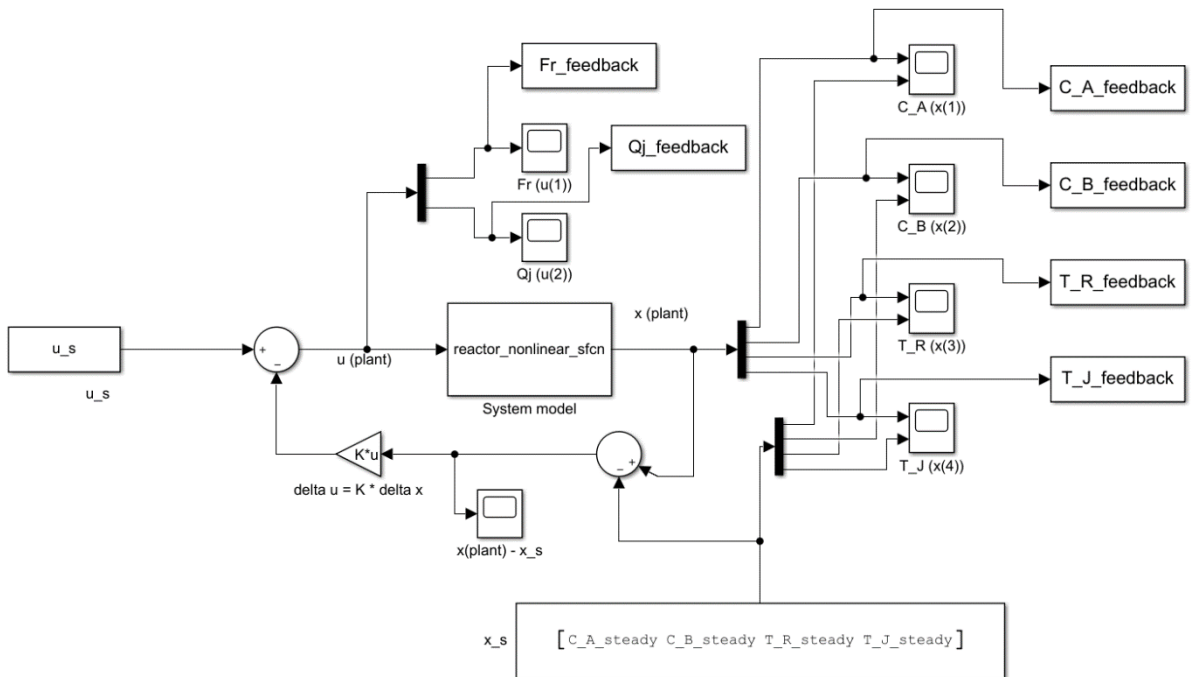 Fr_feedback
C_A (x(1))
C_A_feedback
Fr (u(1))
Qj_feedback
C_B (x(2))
C_B_feedback
Qj (u(2))
T_R_feedback
x (plant)
u_s
+
−
u (plant)
reactor_nonlinear_sfcn
T_R (x(3))
u_s
System model
T_J_feedback
K*u
−
+
T_J (x(4))
delta u = K * delta x
x(plant) - x_s
x_s
[C_A_steady C_B_steady T_R_steady T_J_steady]